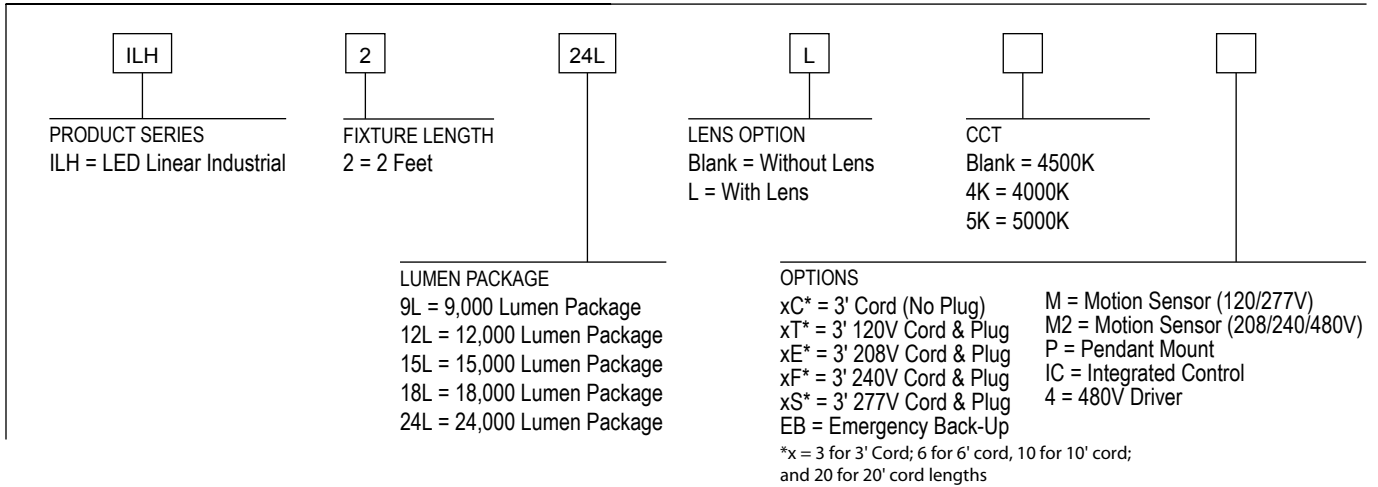 ILH 2 24L L
PRODUCT SERIES
ILH = LED Linear Industrial
FIXTURE LENGTH
2 = 2 Feet
LENS OPTION
Blank = Without Lens
L = With Lens
CCT
Blank = 4500K
4K = 4000K
5K = 5000K
LUMEN PACKAGE
9L = 9,000 Lumen Package
12L = 12,000 Lumen Package
15L = 15,000 Lumen Package
18L = 18,000 Lumen Package
24L = 24,000 Lumen Package
OPTIONS
xC* = 3' Cord (No Plug)
xT* = 3' 120V Cord & Plug
xE* = 3' 208V Cord & Plug
xF* = 3' 240V Cord & Plug
xS* = 3' 277V Cord & Plug
EB = Emergency Back-Up
M = Motion Sensor (120/277V)
M2 = Motion Sensor (208/240/480V)
P = Pendant Mount
IC = Integrated Control
4 = 480V Driver
*x = 3 for 3' Cord; 6 for 6' cord, 10 for 10' cord;
and 20 for 20' cord lengths